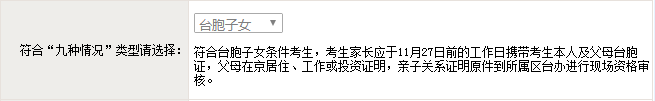 台胞子女
符合“九种情况”类型请选择：
符合台胞子女条件考生，考生家长应于11月27日前的工作日携带考生本人及父母台胞
证，父母在京居住、工作或投资证明，亲子关系证明原件到所属区台办进行现场资格审
核。